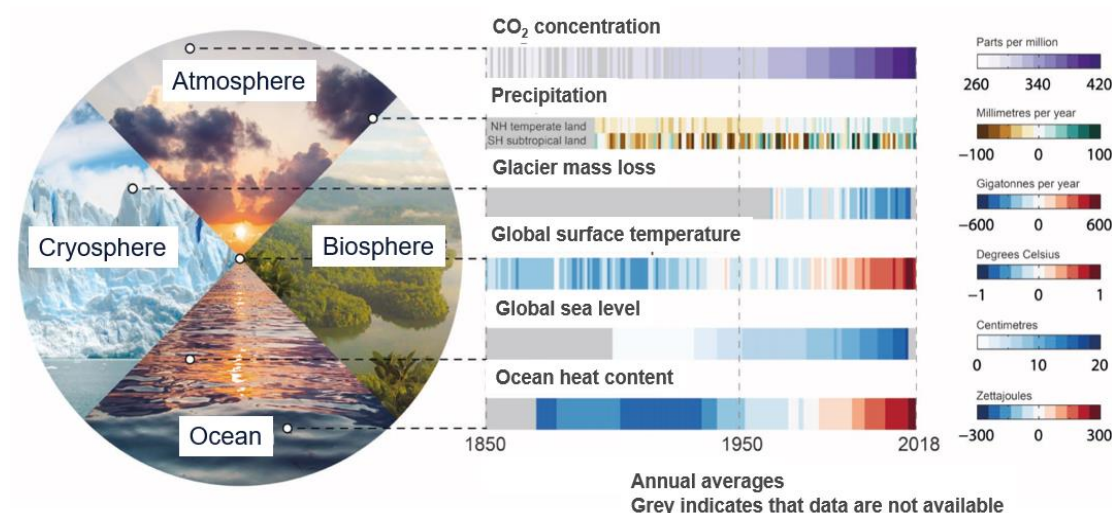 CO₂ concentration
Atmosphere
Parts per million
260 340 420
Precipitation
NH temperate land
SH subtropical land
Millimetres per year
−100 0 100
Glacier mass loss
Gigatonnes per year
−600 0 600
Cryosphere
Biosphere
Global surface temperature
Degrees Celsius
−1 0 1
Global sea level
Centimetres
0 10 20
Ocean heat content
Zettajoules
−300 0 300
Ocean
1850 1950 2018
Annual averages
Grey indicates that data are not available